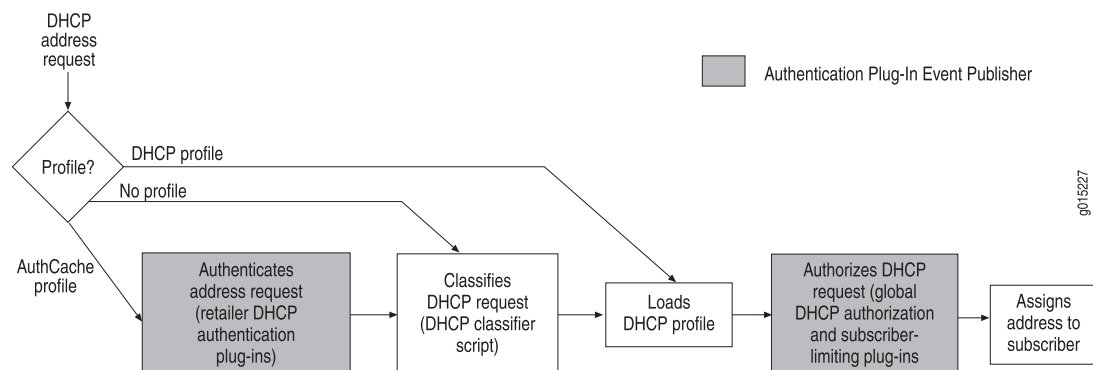 DHCP
address
request
Authentication Plug-In Event Publisher
Profile?
DHCP profile
No profile
AuthCache
profile
Authenticates
address request
(retailer DHCP
authentication
plug-ins)
Classifies
DHCP request
(DHCP classifier
script)
Loads
DHCP profile
Authorizes DHCP
request (global
DHCP authorization
and subscriber-
limiting plug-ins
Assigns
address to
subscriber
g015227